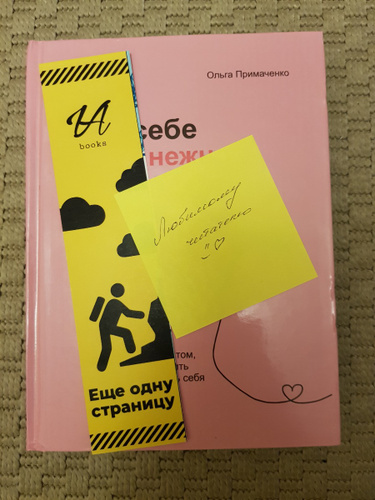 Ольга Примаченко
И
books
себе
нежн
Любимому
читателю
том,
ть
ь себя
Еще одну
страницу